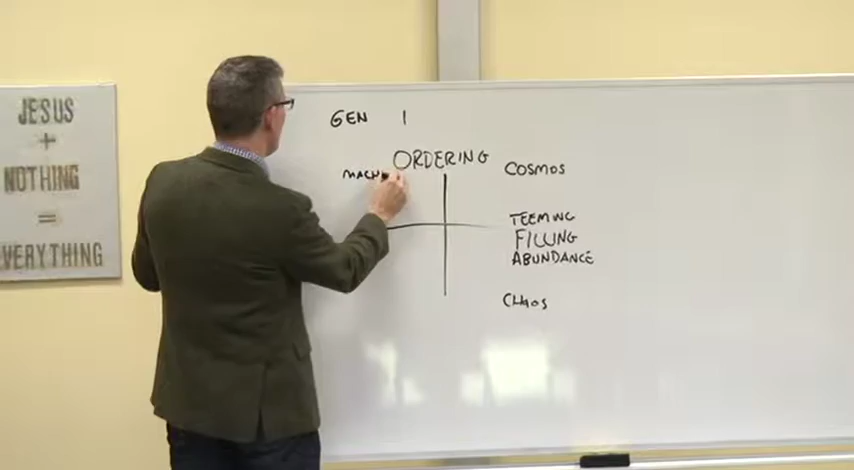 JESUS
+
NOTHING
=
EVERYTHING
GEN 1
ORDERING
COSMOS
TEEMING
FILLING
ABUNDANCE
CHAOS